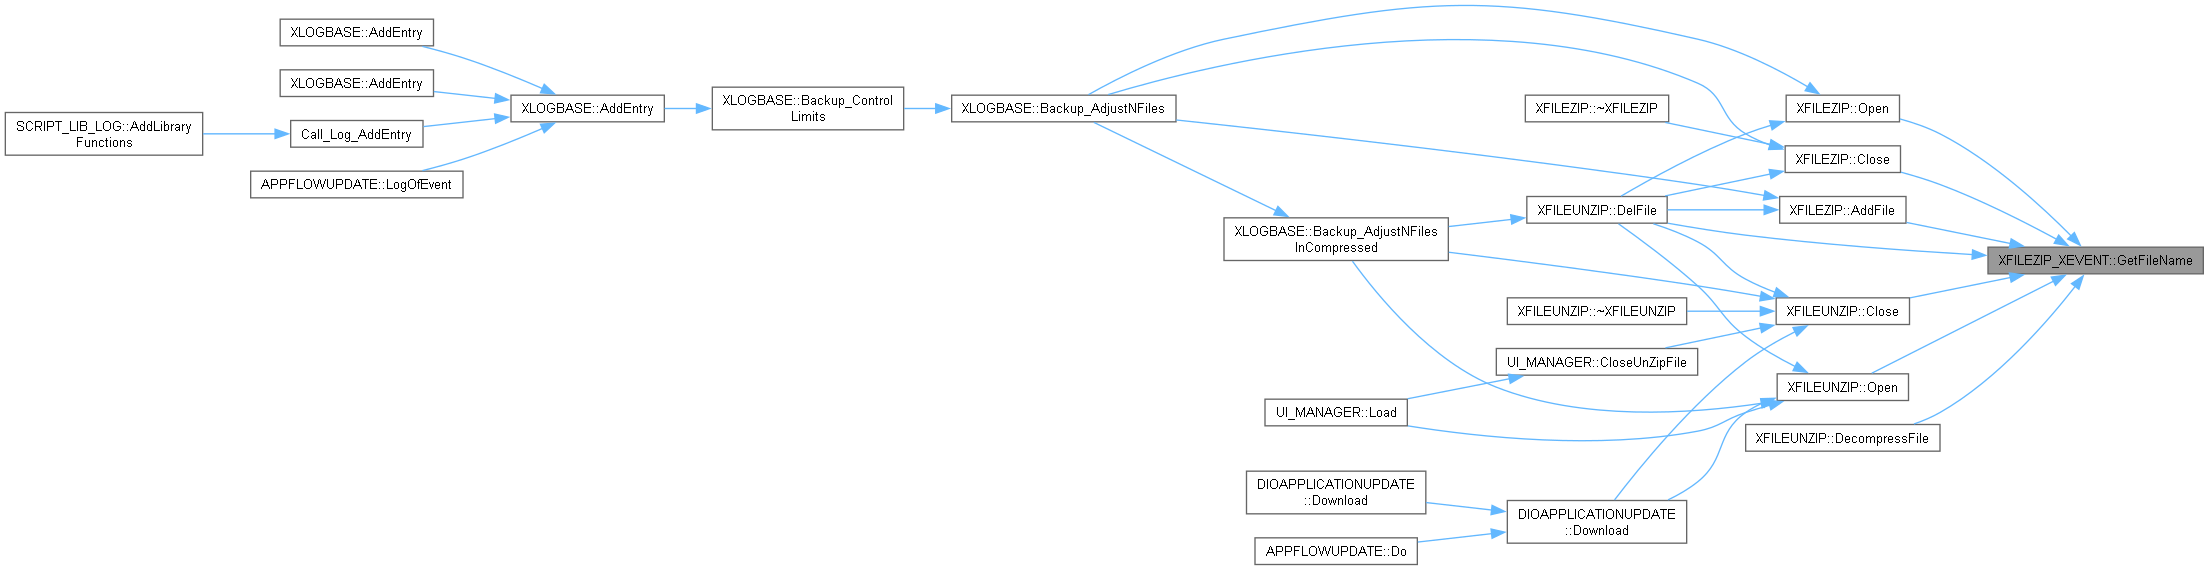 XLOGBASE::AddEntry
XLOGBASE::AddEntry
SCRIPT_LIB_LOG::AddLibrary
Functions
Call_Log_AddEntry
APPFLOWUPDATE::LogOfEvent
XLOGBASE::AddEntry
XLOGBASE::Backup_Control
Limits
XLOGBASE::Backup_AdjustNFiles
XFILEZIP::~XFILEZIP
XFILEZIP::Open
XFILEZIP::Close
XFILEUNZIP::DelFile
XFILEZIP::AddFile
XLOGBASE::Backup_AdjustNFiles
InCompressed
XFILEZIP_XEVENT::GetFileName
XFILEUNZIP::~XFILEUNZIP
XFILEUNZIP::Close
UI_MANAGER::CloseUnZipFile
XFILEUNZIP::Open
UI_MANAGER::Load
XFILEUNZIP::DecompressFile
DIOAPPLICATIONUPDATE
::Download
DIOAPPLICATIONUPDATE
::Download
APPFLOWUPDATE::Do